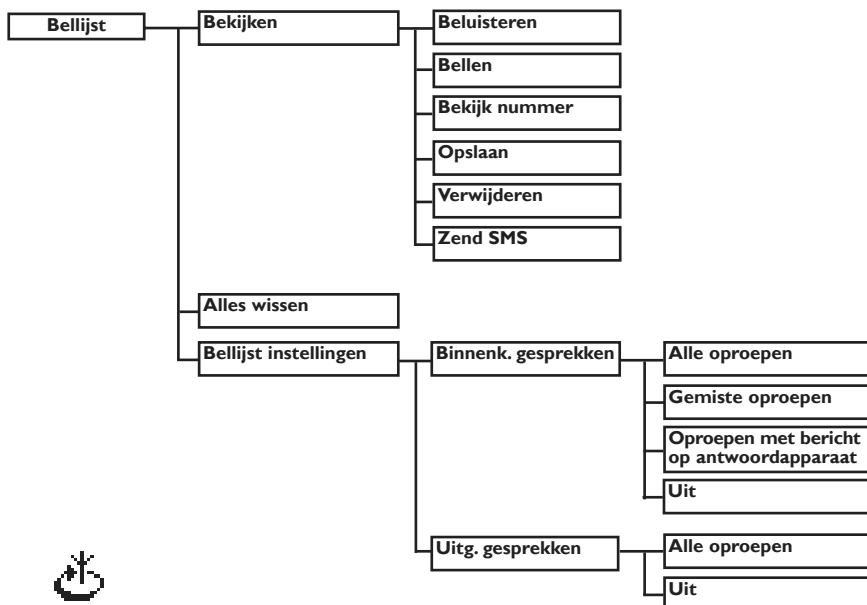 Bellijst
Bekijken
Beluisteren
Bellen
Bekijk nummer
Opslaan
Verwijderen
Zend SMS
Alles wissen
Bellijst instellingen
Binnenk. gesprekken
Alle oproepen
Gemiste oproepen
Oproepen met bericht
op antwoordapparaat
Uit
Uitg. gesprekken
Alle oproepen
Uit